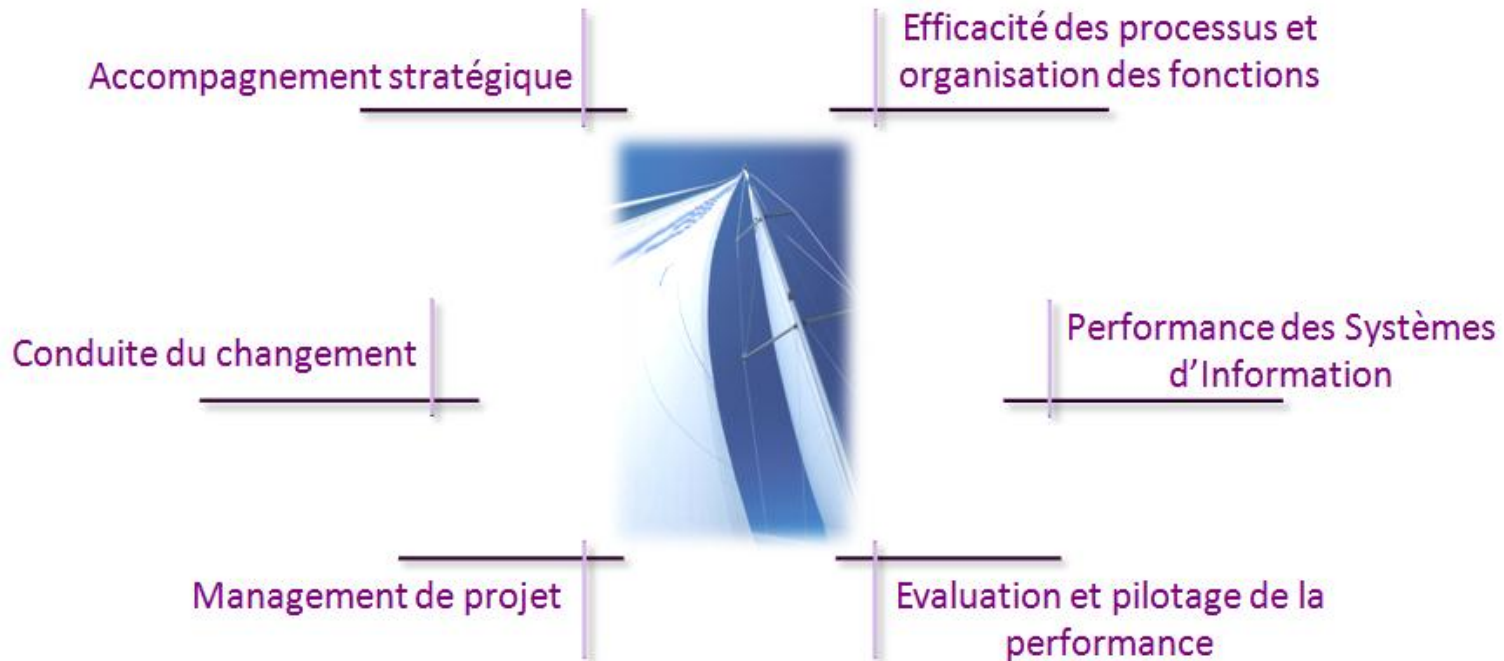 Accompagnement stratégique
Efficacité des processus et
organisation des fonctions
Conduite du changement
Performance des Systèmes
d'Information
Management de projet
Evaluation et pilotage de la
performance